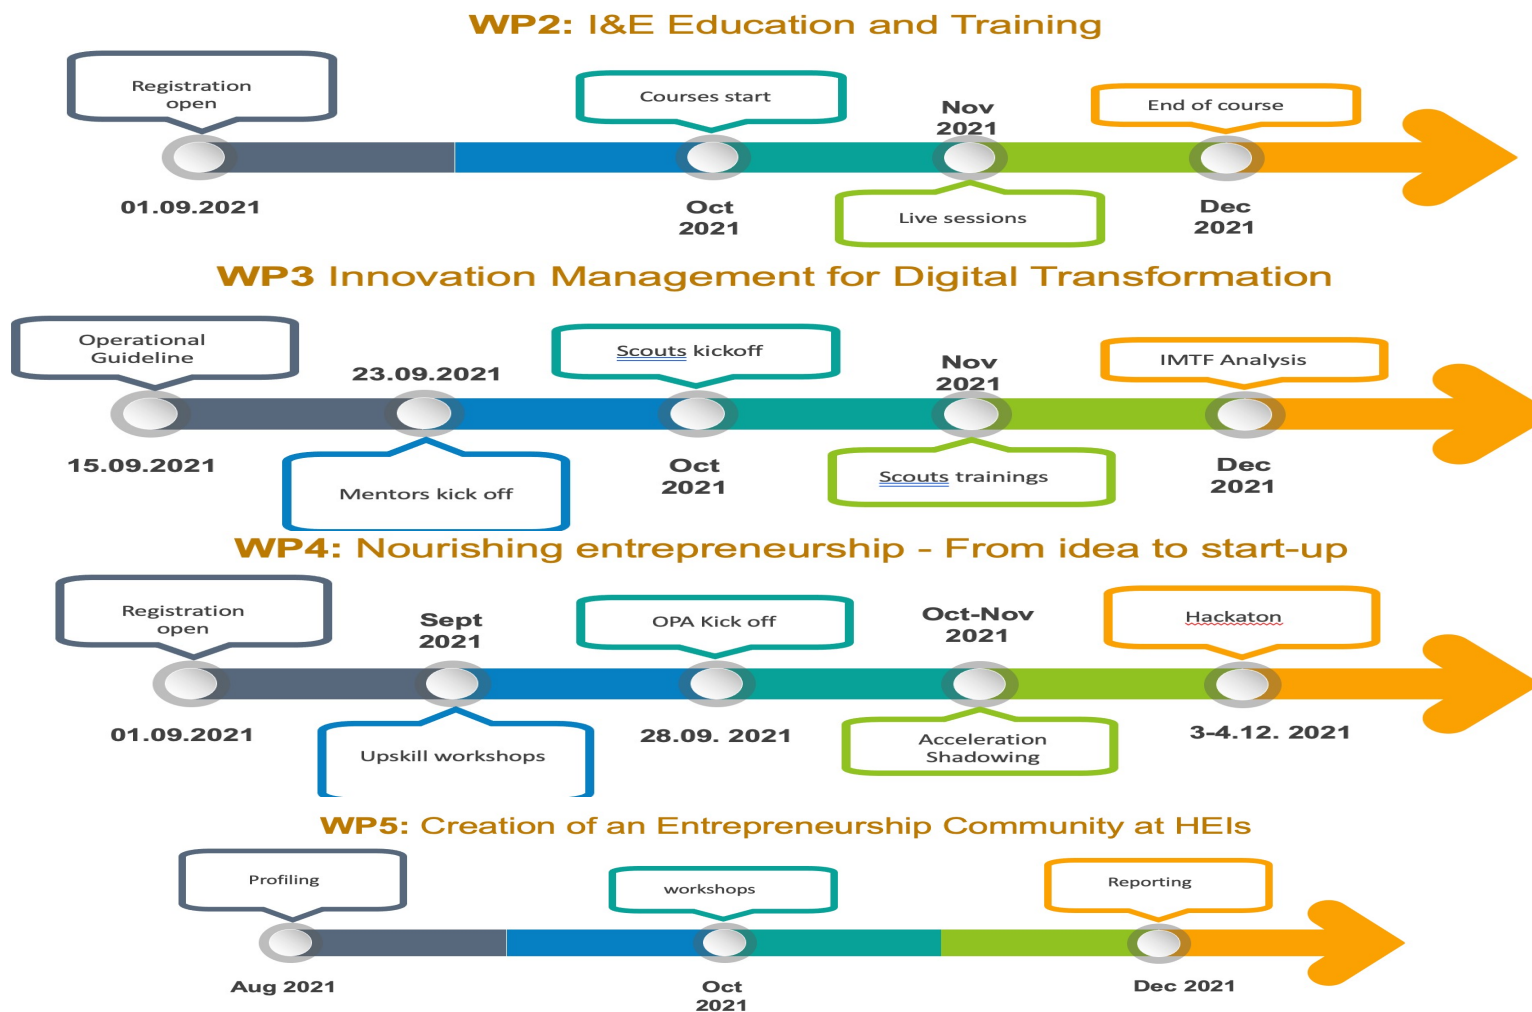 WP2: I&E Education and Training
Registration
open
Courses start
Nov
2021
End of course
01.09.2021
Oct
2021
Live sessions
Dec
2021
WP3 Innovation Management for Digital Transformation
Operational
Guideline
23.09.2021
Scouts kickoff
Nov
2021
IMTF Analysis
15.09.2021
Mentors kick off
Oct
2021
Scouts trainings
Dec
2021
WP4: Nourishing entrepreneurship - From idea to start-up
Registration
open
Sept
2021
OPA Kick off
Oct-Nov
2021
Hackaton
01.09.2021
Upskill workshops
28.09. 2021
Acceleration
Shadowing
3-4.12. 2021
WP5: Creation of an Entrepreneurship Community at HEIs
Profiling
workshops
Reporting
Aug 2021
Oct
2021
Dec 2021